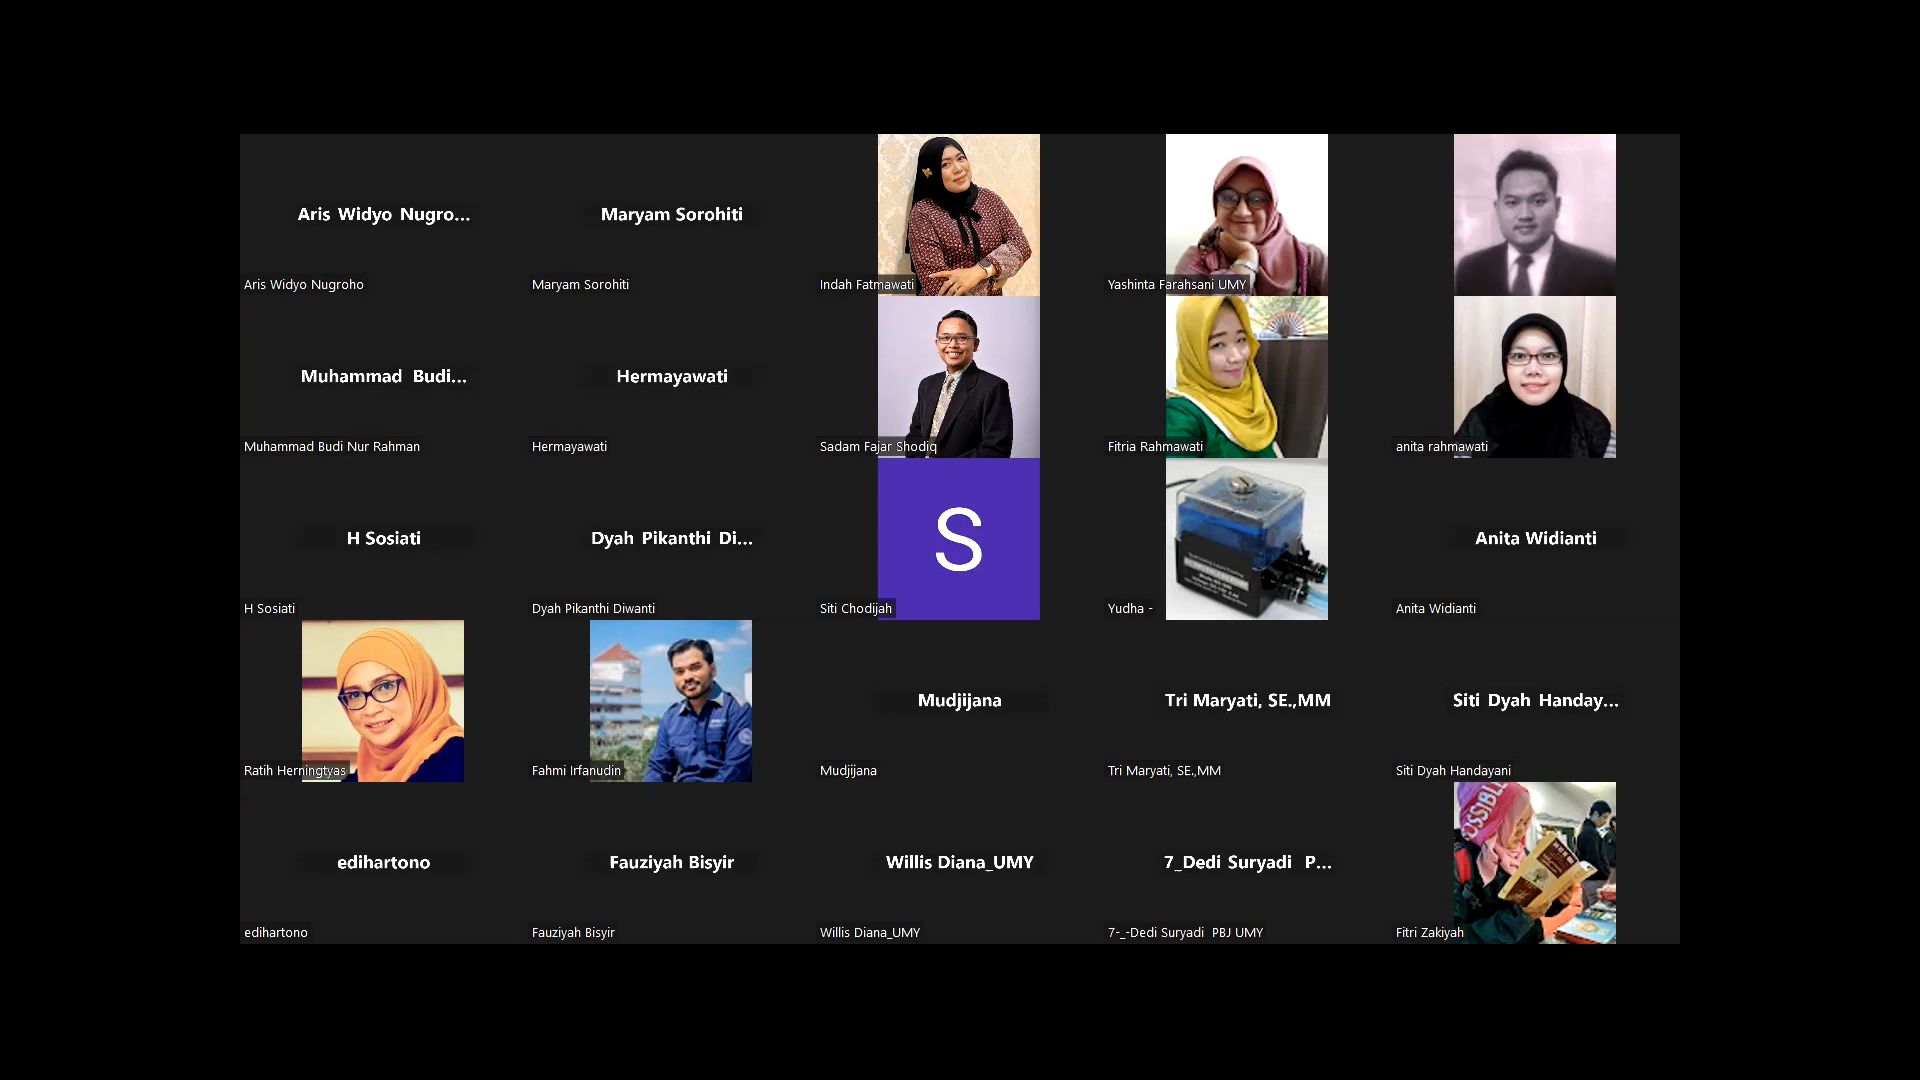 Aris Widyo Nugro...
Aris Widyo Nugroho
Maryam Sorohiti
Maryam Sorohiti
Indah Fatmawati
Yashinta Farahsani UMY
Muhammad Budi...
Muhammad Budi Nur Rahman
Hermayawati
Hermayawati
Sadam Fajar Shodiq
Fitria Rahmawati
anita rahmawati
H Sosiati
H Sosiati
Dyah Pikanthi Di...
Dyah Pikanthi Diwanti
S
Siti Chodijah
Yudha -
Anita Widianti
Anita Widianti
Ratih Herningtyas
Fahmi Irfanudin
Mudjijana
Mudjijana
Tri Maryati, SE.,MM
Tri Maryati, SE.,MM
Siti Dyah Handay...
Siti Dyah Handayani
edihartono
edihartono
Fauziyah Bisyir
Fauziyah Bisyir
Willis Diana_UMY
Willis Diana_UMY
7_Dedi Suryadi P...
7-_-Dedi Suryadi PBJ UMY
OSSIBLE
Fitri Zakiyah